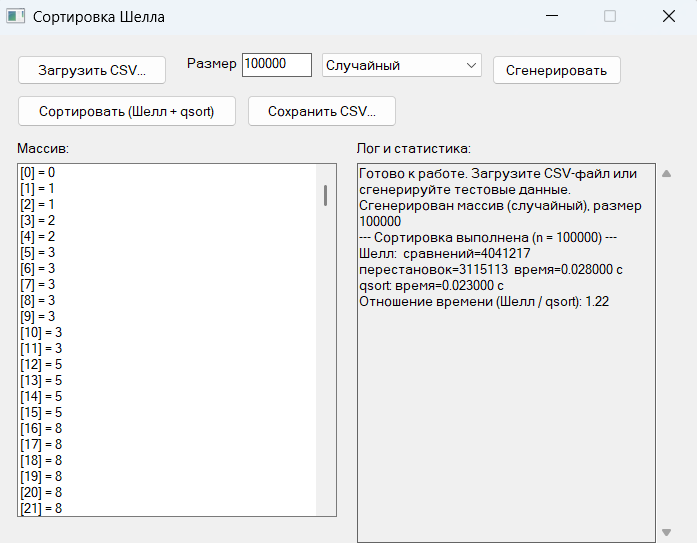 Сортировка Шелла
Загрузить CSV...
Размер
100000
Случайный
Сгенерировать
Сортировать (Шелл + qsort)
Сохранить CSV...
Массив:
[0] = 0
[1] = 1
[2] = 1
[3] = 2
[4] = 2
[5] = 3
[6] = 3
[7] = 3
[8] = 3
[9] = 3
[10] = 3
[11] = 3
[12] = 5
[13] = 5
[14] = 5
[15] = 5
[16] = 8
[17] = 8
[18] = 8
[19] = 8
[20] = 8
[21] = 8
Лог и статистика:
Готово к работе. Загрузите CSV-файл или
сгенерируйте тестовые данные.
Сгенерирован массив (случайный), размер
100000
--- Сортировка выполнена (n = 100000) ---
Шелл: сравнений=4041217
перестановок=3115113 время=0.028000 с
qsort: время=0.023000 с
Отношение времени (Шелл / qsort): 1.22